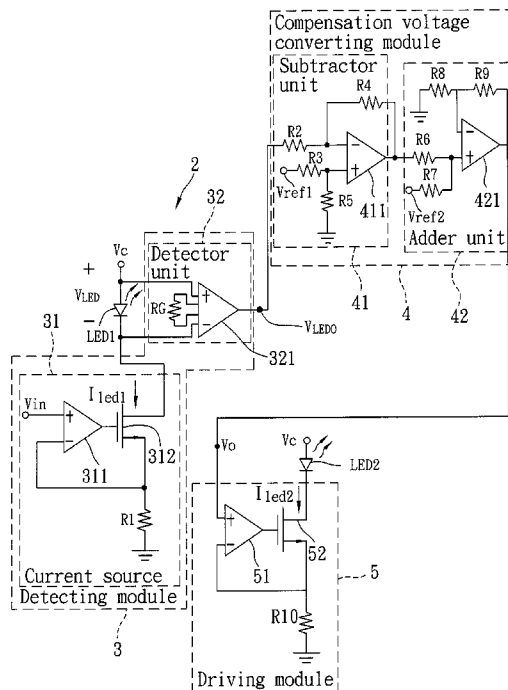 Compensation voltage
converting module
Subtractor
unit
R8
R9
R4
R2
R3
R6
R7
Vref1
R5
411
421
Vref2
Adder unit
2
32
41
4
42
Vc
+
VLED
−
LED1
Detector
unit
RG
+
−
321
VLEDO
31
Vin
+
−
Iled1
311
312
R1
Current source
Detecting module
3
Vo
Vc
LED2
Iled2
+
−
51
52
5
R10
Driving module